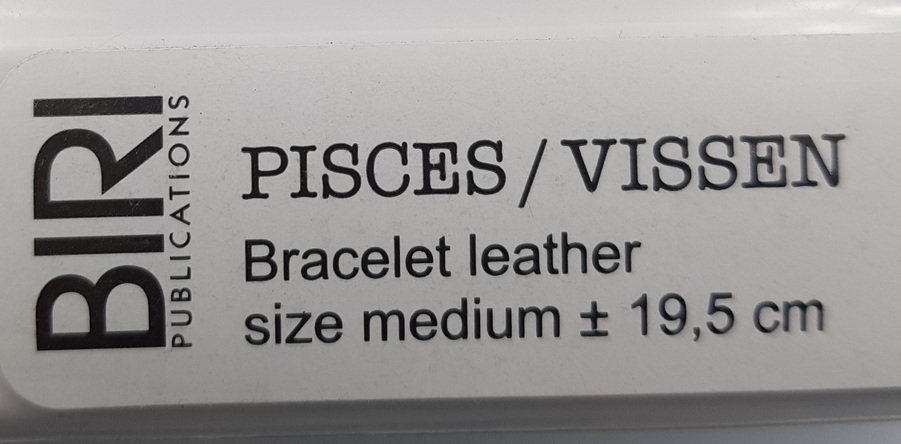 BIRI
PUBLICATIONS
PISCES/VISSEN
Bracelet leather
size medium ± 19,5 cm